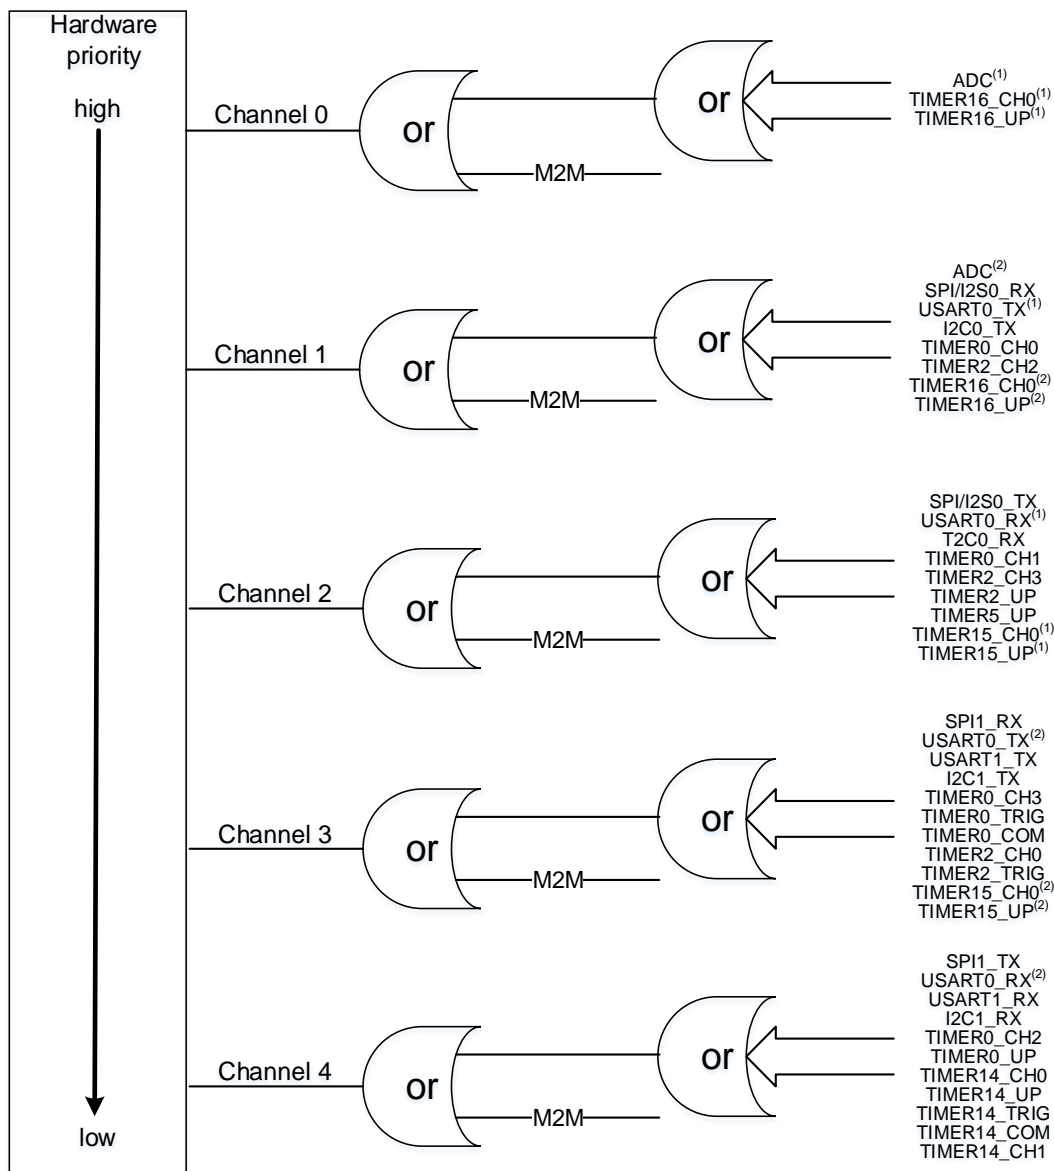 Hardware
priority
high
low
Channel 0
or
M2M
or
ADC(1)
TIMER16_CH0(1)
TIMER16_UP(1)
Channel 1
or
M2M
or
ADC(2)
SPI/I2S0_RX
USART0_TX(1)
I2C0_TX
TIMER0_CH0
TIMER2_CH2
TIMER16_CH0(2)
TIMER16_UP(2)
Channel 2
or
M2M
or
SPI/I2S0_TX
USART0_RX(1)
T2C0_RX
TIMER0_CH1
TIMER2_CH3
TIMER2_UP
TIMER5_UP
TIMER15_CH0(1)
TIMER15_UP(1)
Channel 3
or
M2M
or
SPI1_RX
USART0_TX(2)
USART1_TX
I2C1_TX
TIMER0_CH3
TIMER0_TRIG
TIMER0_COM
TIMER2_CH0
TIMER2_TRIG
TIMER15_CH0(2)
TIMER15_UP(2)
Channel 4
or
M2M
or
SPI1_TX
USART0_RX(2)
USART1_RX
I2C1_RX
TIMER0_CH2
TIMER0_UP
TIMER14_CH0
TIMER14_UP
TIMER14_TRIG
TIMER14_COM
TIMER14_CH1